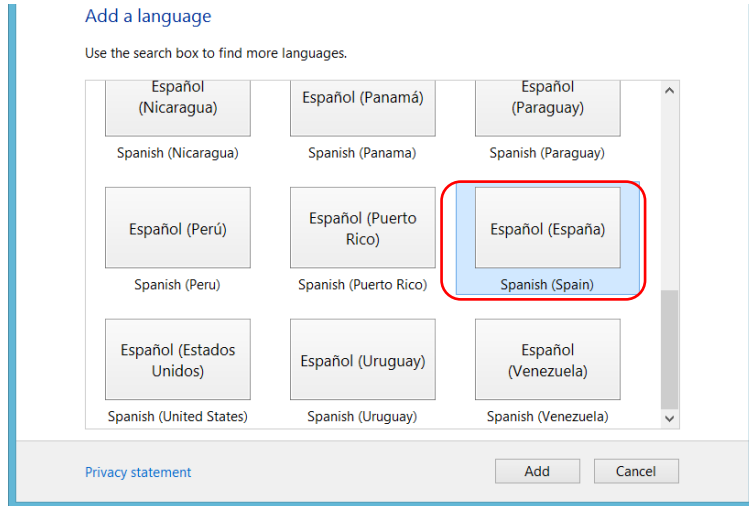 Add a language
Use the search box to find more languages.
Español
(Nicaragua)
Español (Panamá)
Español
(Paraguay)
Spanish (Nicaragua)
Spanish (Panama)
Spanish (Paraguay)
Español (Perú)
Español (Puerto
Rico)
Español (España)
Spanish (Peru)
Spanish (Puerto Rico)
Spanish (Spain)
Español (Estados
Unidos)
Español (Uruguay)
Español
(Venezuela)
Spanish (United States)
Spanish (Uruguay)
Spanish (Venezuela)
Privacy statement
Add
Cancel